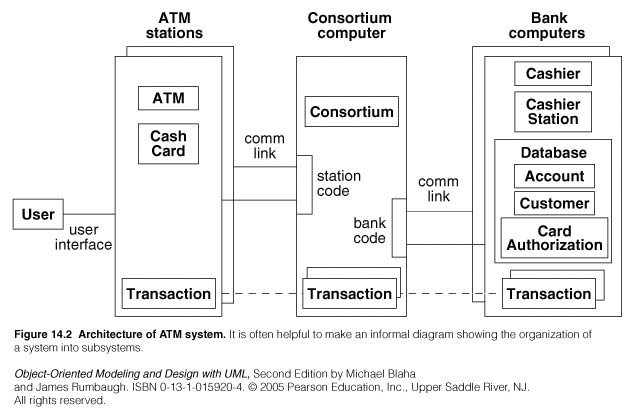 ATM
stations
Consortium
computer
Bank
computers
ATM
Cash
Card
Consortium
Cashier
Cashier
Station
Database
Account
Customer
Card
Authorization
comm
link
station
code
comm
link
bank
code
User
user
interface
Transaction
Transaction
Transaction
Figure 14.2 Architecture of ATM system. It is often helpful to make an informal diagram showing the organization of
a system into subsystems.
Object-Oriented Modeling and Design with UML, Second Edition by Michael Blaha
and James Rumbaugh. ISBN 0-13-1-015920-4. © 2005 Pearson Education, Inc., Upper Saddle River, NJ.
All rights reserved.